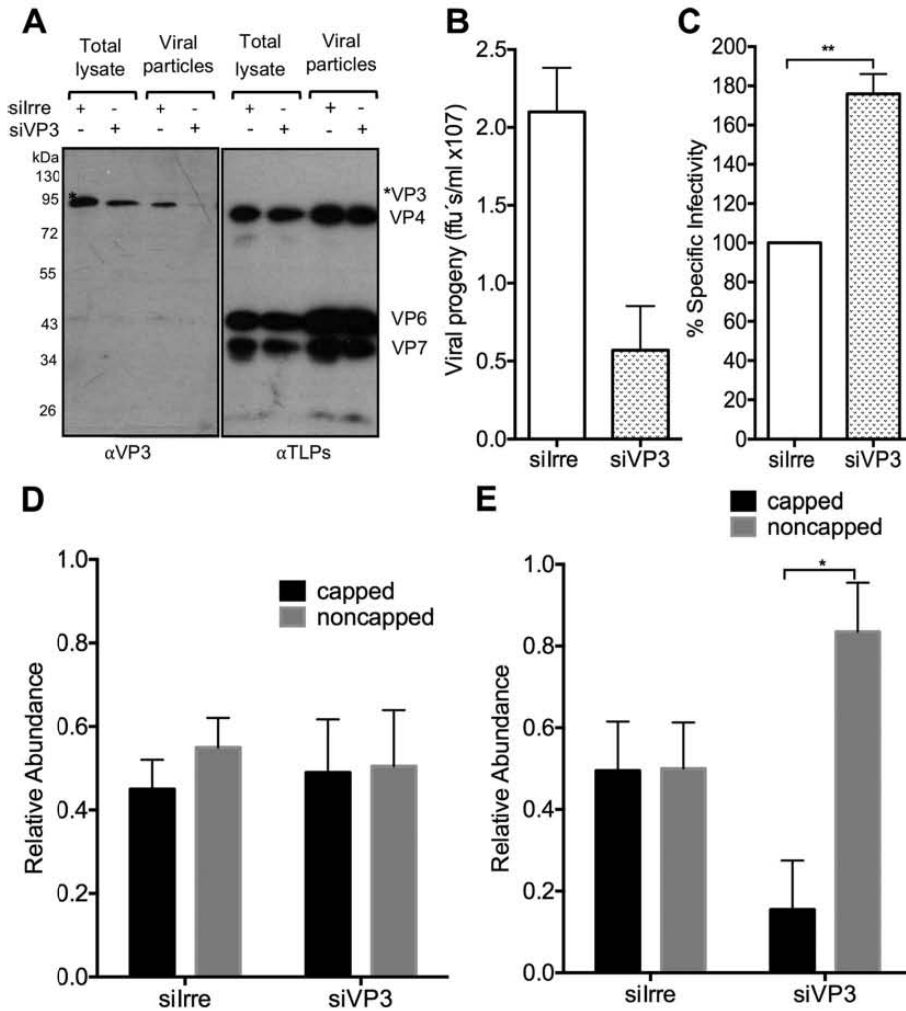 A
Total lysate
Viral particles
Total lysate
Viral particles
siIrre + - + - + - + -
siVP3 - + - + - + - +
kDa
130
95
72
55
43
34
26
*
*VP3
VP4
VP6
VP7
αVP3
αTLPs
B
Viral progeny (ffu´s/ml x107)
2.5
2.0
1.5
1.0
0.5
0.0
siIrre
siVP3
C
% Specific Infectivity
200
180
160
140
120
100
80
60
40
20
0
**
siIrre
siVP3
D
capped
noncapped
Relative Abundance
1.0
0.8
0.6
0.4
0.2
0.0
siIrre
siVP3
E
capped
noncapped
Relative Abundance
1.0
0.8
0.6
0.4
0.2
0.0
*
siIrre
siVP3